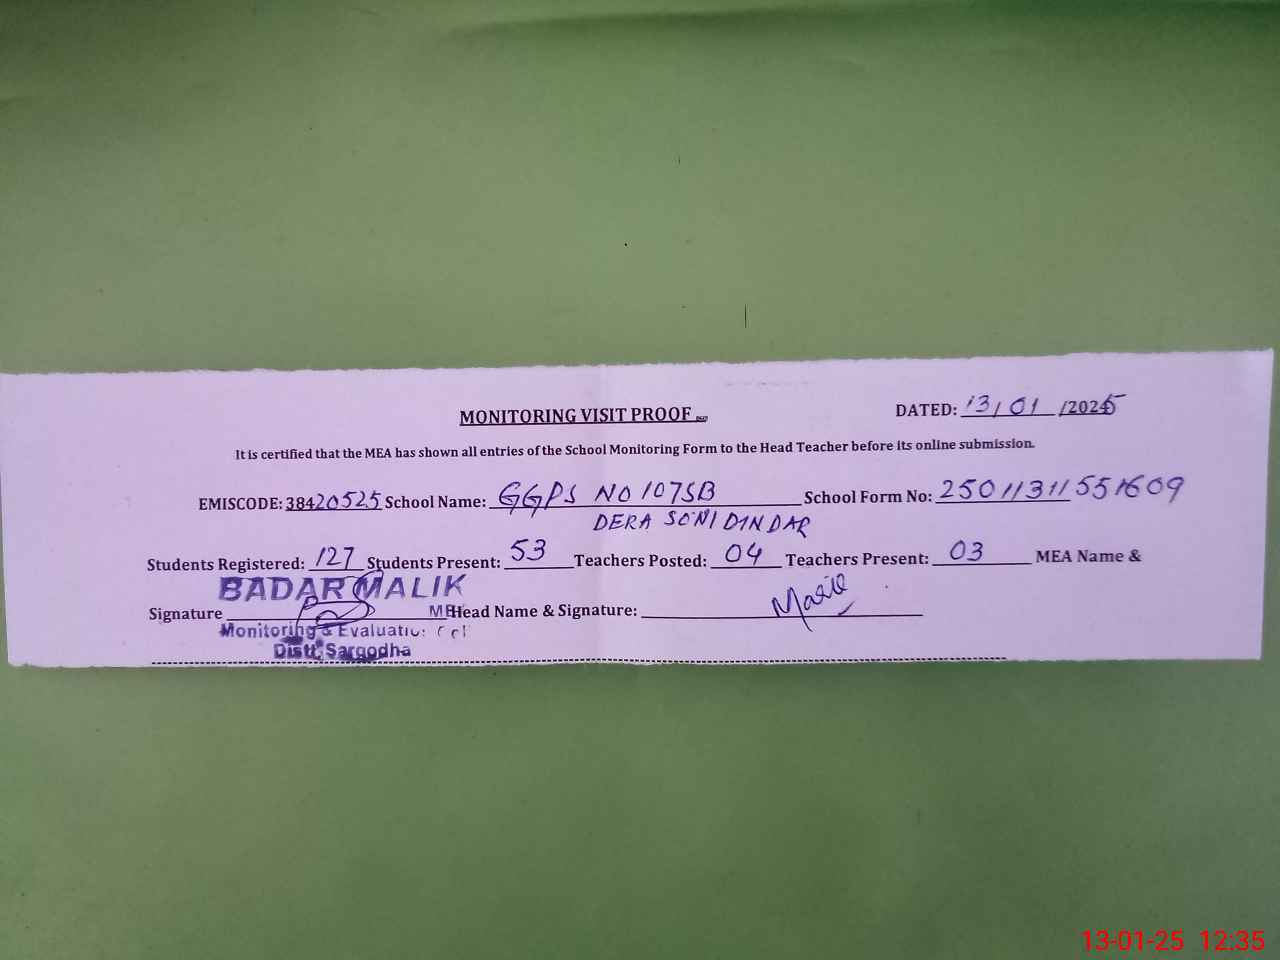 MONITORING VISIT PROOF
DATED: 13/01/2025
It is certified that the MEA has shown all entries of the School Monitoring Form to the Head Teacher before its online submission.
EMISCODE: 38420525 School Name: GGPS NO 107SB School Form No: 25011311551609
DERA SONI DINDAR
Students Registered: 127 Students Present: 53 Teachers Posted: 04 Teachers Present: 03 MEA Name &
BADAR MALIK
Signature Head Name & Signature:
Monitoring & Evaluation Cell
Distt: Sargodha
13-01-25 12:35